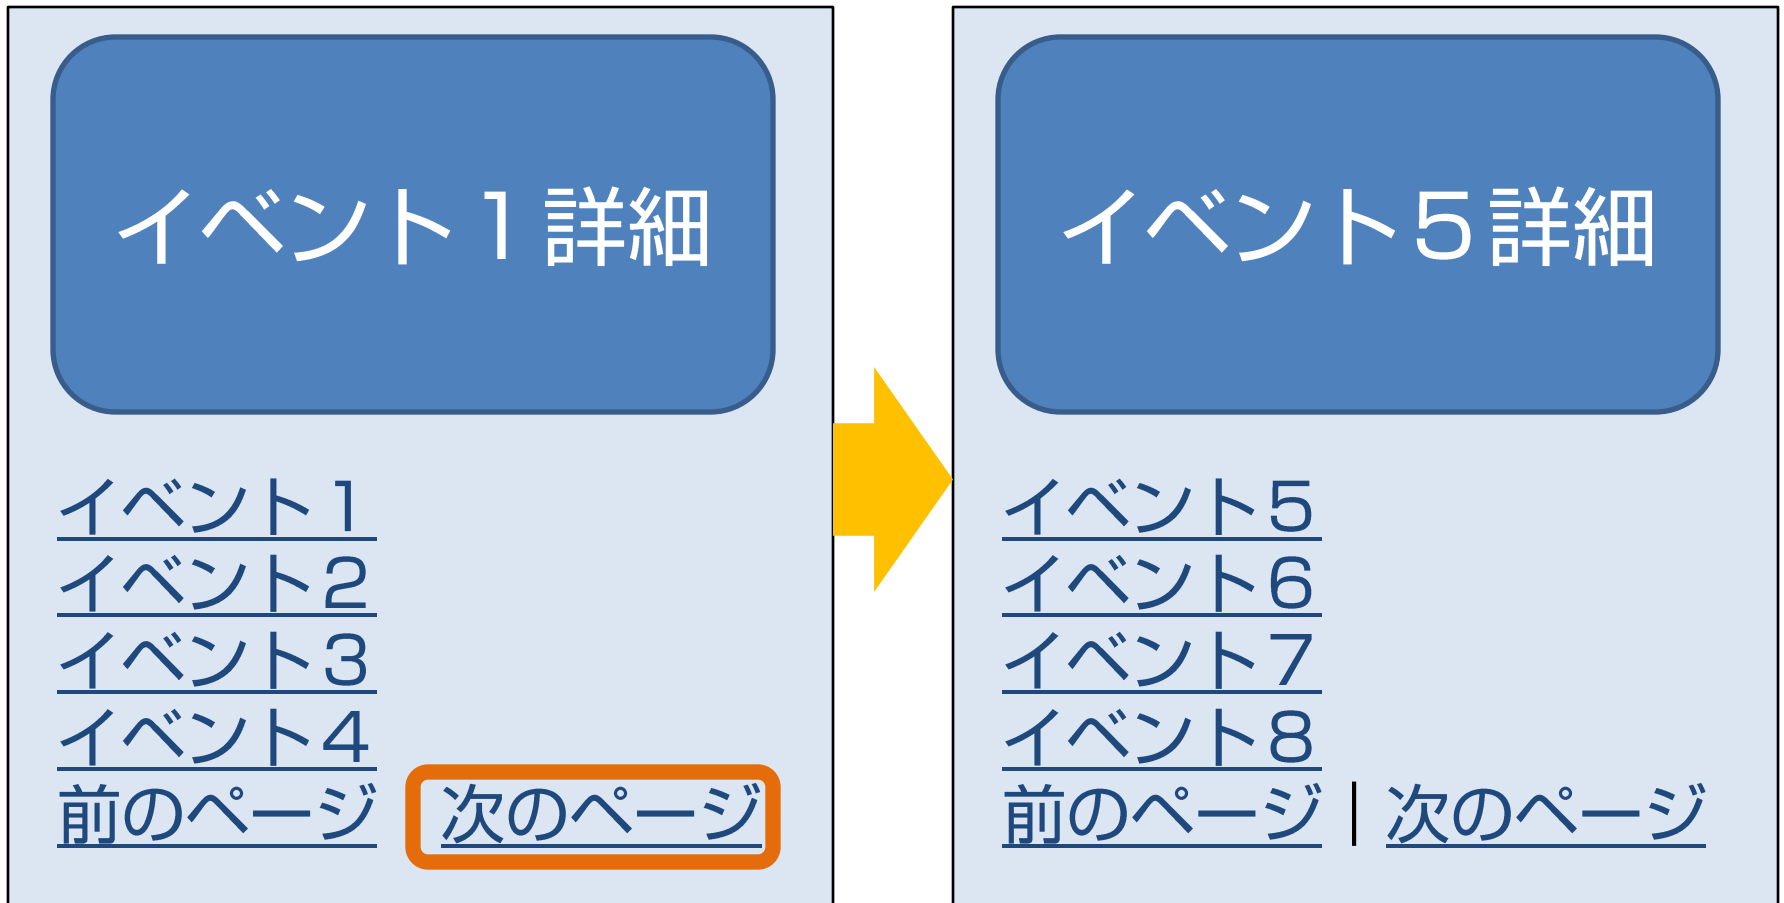 イベント１詳細
イベント１
イベント２
イベント３
イベント４
前のページ 次のページ
イベント５詳細
イベント５
イベント６
イベント７
イベント８
前のページ | 次のページ